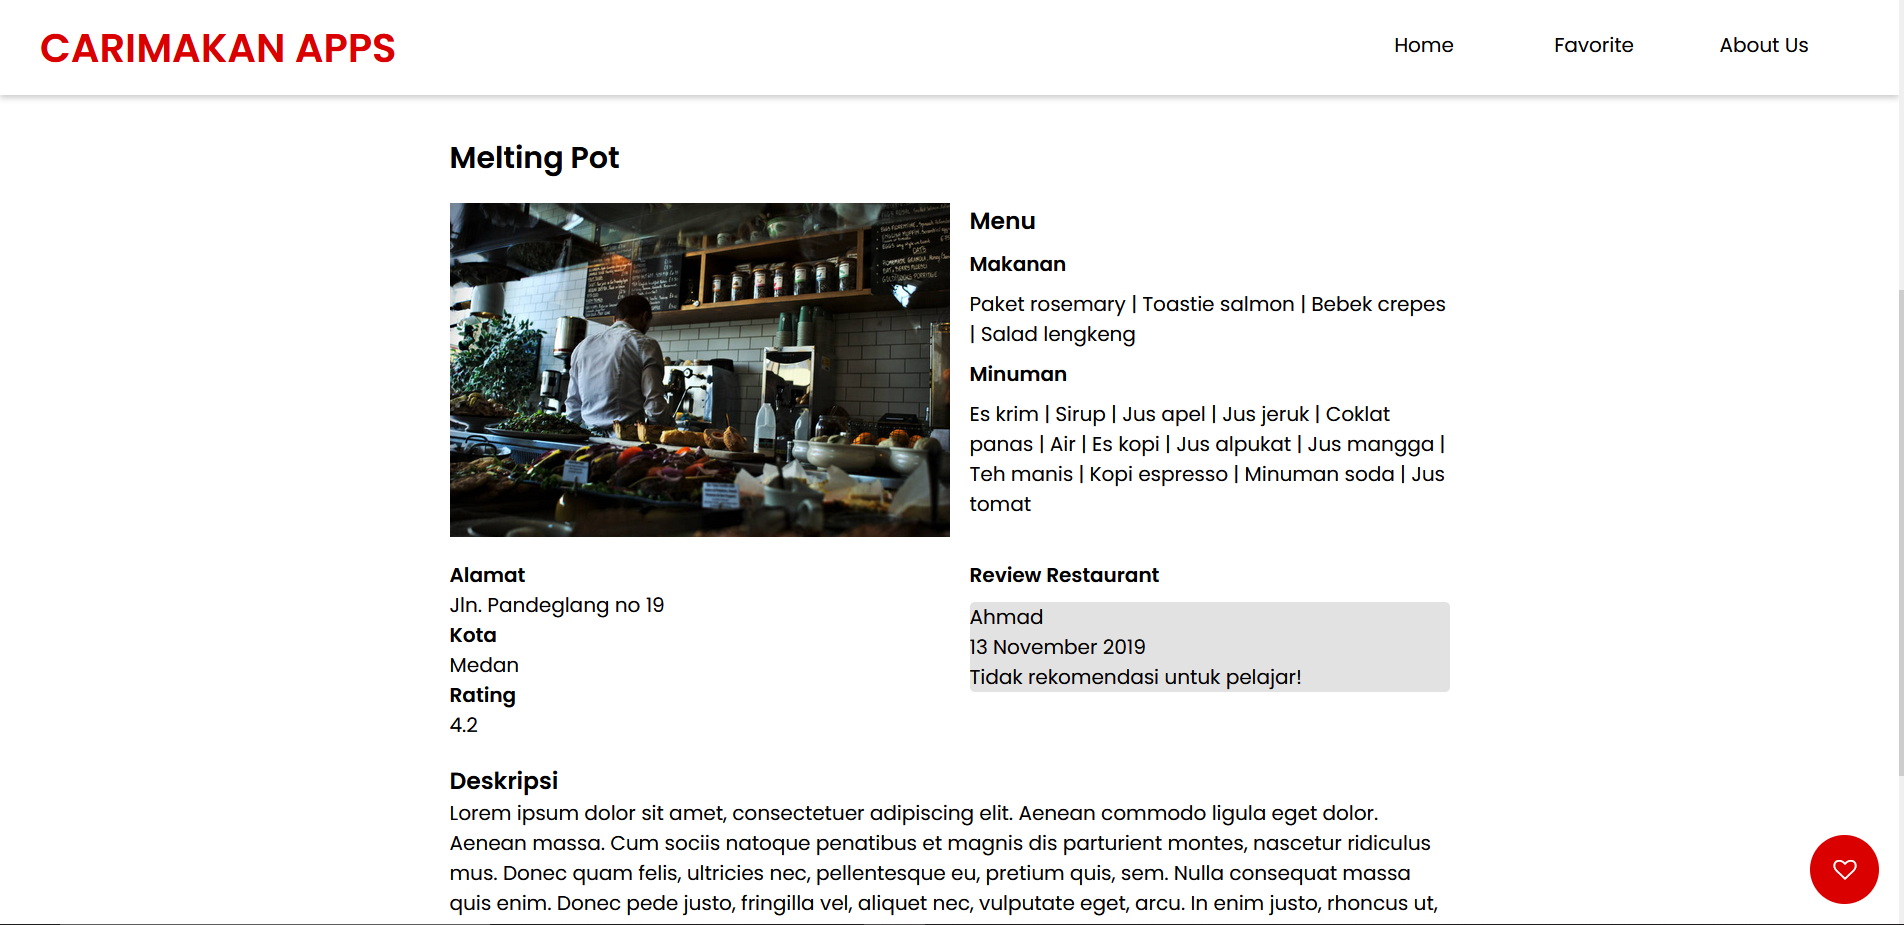 CARIMAKAN APPS
Home
Favorite
About Us
Melting Pot
Menu
Makanan
Paket rosemary | Toastie salmon | Bebek crepes
| Salad lengkeng
Minuman
Es krim | Sirup | Jus apel | Jus jeruk | Coklat
panas | Air | Es kopi | Jus alpukat | Jus mangga |
Teh manis | Kopi espresso | Minuman soda | Jus
tomat
Alamat
Jln. Pandeglang no 19
Kota
Medan
Rating
4.2
Review Restaurant
Ahmad
13 November 2019
Tidak rekomendasi untuk pelajar!
Deskripsi
Lorem ipsum dolor sit amet, consectetuer adipiscing elit. Aenean commodo ligula eget dolor.
Aenean massa. Cum sociis natoque penatibus et magnis dis parturient montes, nascetur ridiculus
mus. Donec quam felis, ultricies nec, pellentesque eu, pretium quis, sem. Nulla consequat massa
quis enim. Donec pede justo, fringilla vel, aliquet nec, vulputate eget, arcu. In enim justo, rhoncus ut,